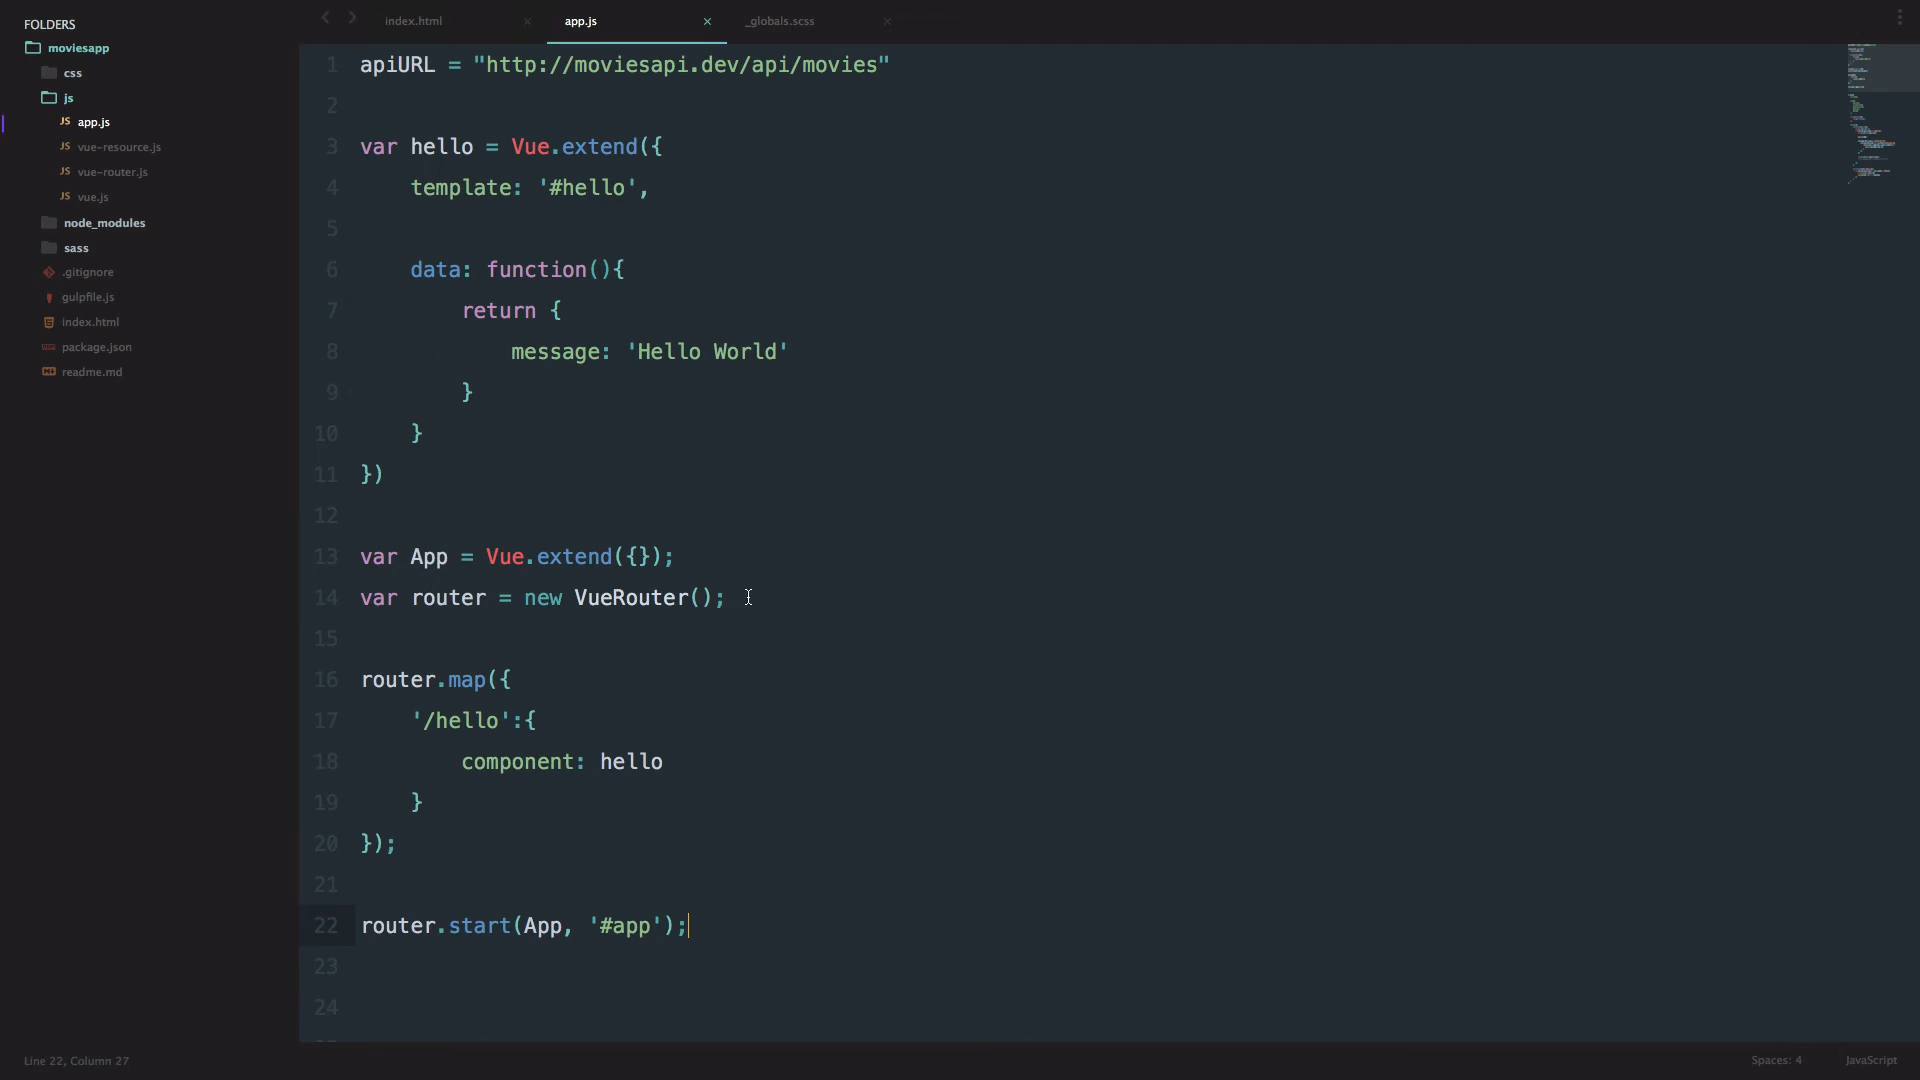 FOLDERS
moviesapp
css
js
JS app.js
JS vue-resource.js
JS vue-router.js
JS vue.js
node_modules
sass
.gitignore
gulpfile.js
index.html
package.json
readme.md
index.html × app.js × _globals.scss ×
1 apiURL = "http://moviesapi.dev/api/movies"
2
3 var hello = Vue.extend({
4 template: '#hello',
5
6 data: function(){
7 return {
8 message: 'Hello World'
9 }
10 }
11 })
12
13 var App = Vue.extend({});
14 var router = new VueRouter();
15
16 router.map({
17 '/hello':{
18 component: hello
19 }
20 });
21
22 router.start(App, '#app');
23
24
Line 22, Column 27
Spaces: 4
JavaScript